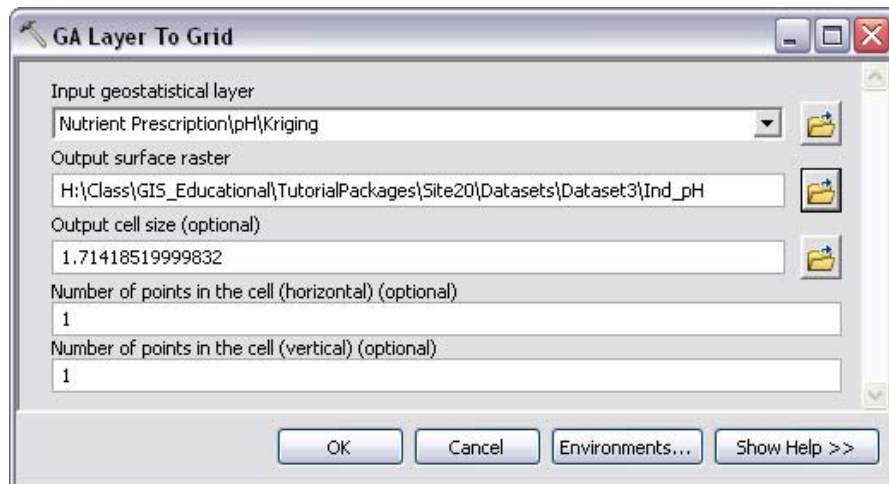 GA Layer To Grid
Input geostatistical layer
Nutrient Prescription\pH\Kriging
Output surface raster
H:\Class\GIS_Educational\TutorialPackages\Site20\Datasets\Dataset3\Ind_pH
Output cell size (optional)
1.71418519999832
Number of points in the cell (horizontal) (optional)
1
Number of points in the cell (vertical) (optional)
1
OK Cancel Environments... Show Help >>